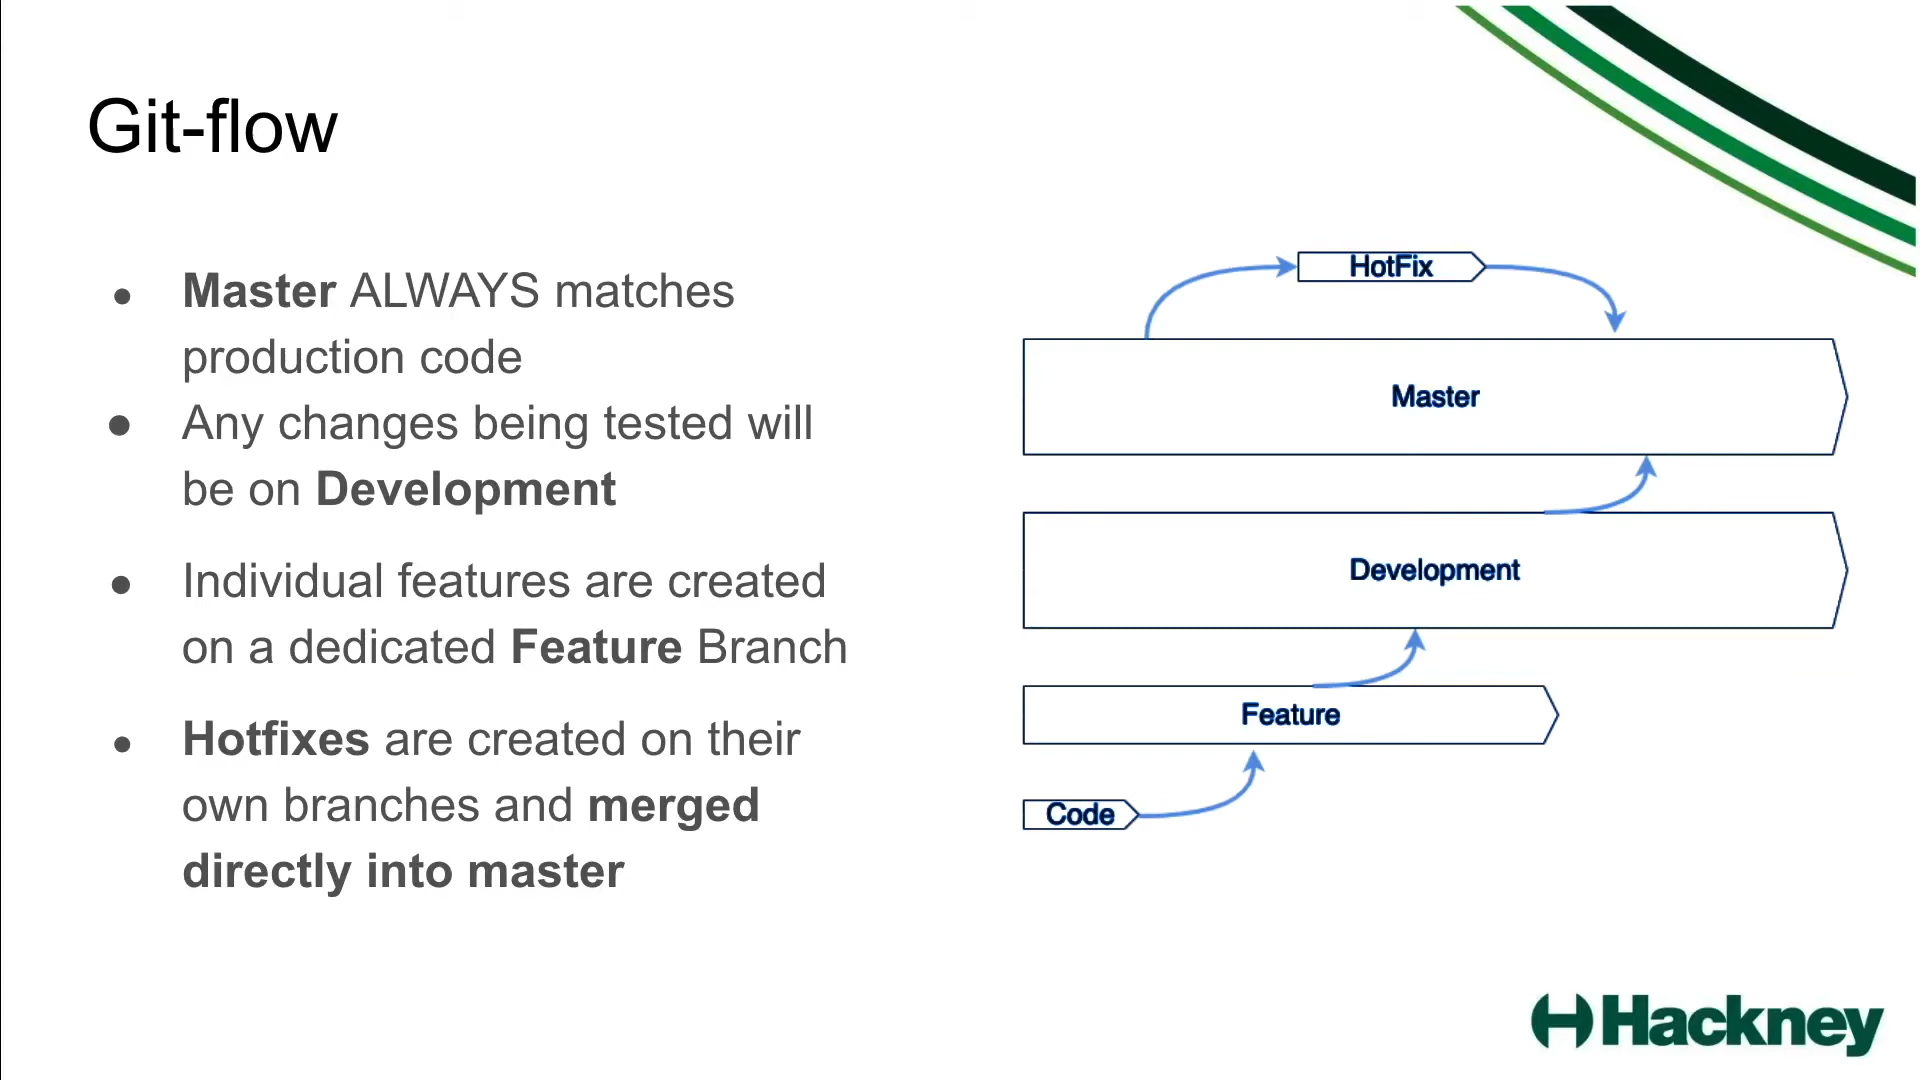 Git-flow
● Master ALWAYS matches
production code
● Any changes being tested will
be on Development
● Individual features are created
on a dedicated Feature Branch
● Hotfixes are created on their
own branches and merged
directly into master
HotFix
Master
Development
Feature
Code
Hackney